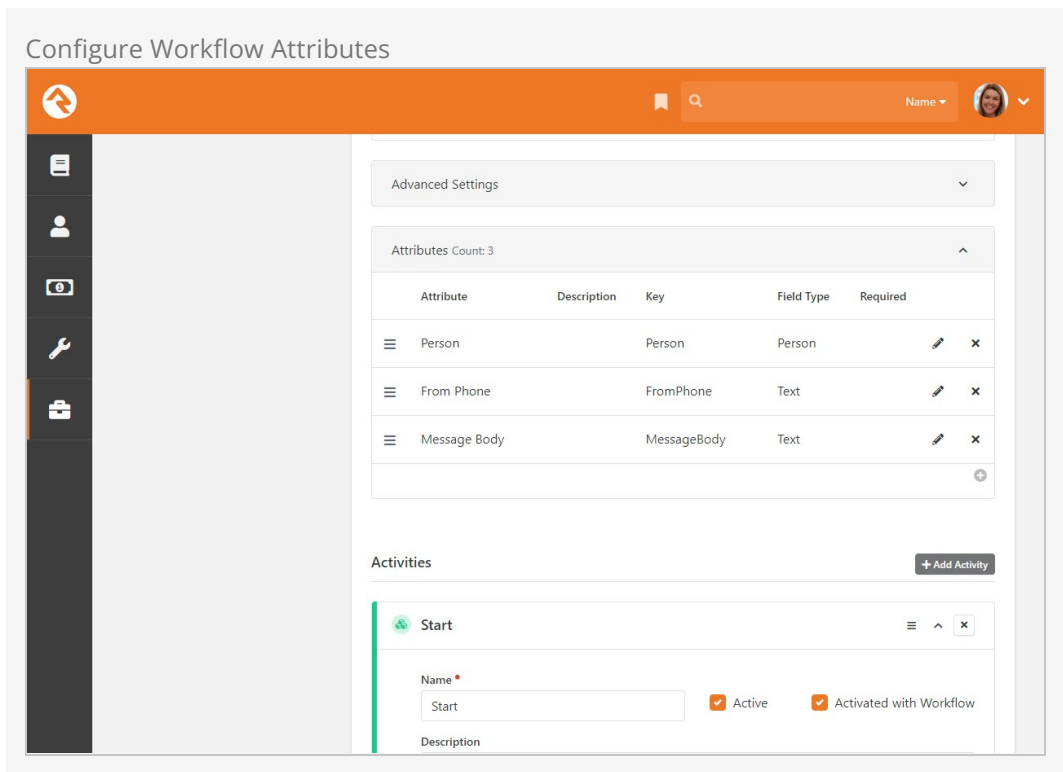 Configure Workflow Attributes
Name
Advanced Settings
Attributes Count: 3
Attribute Description Key Field Type Required
Person Person Person
From Phone FromPhone Text
Message Body MessageBody Text
Activities + Add Activity
Start
Name
Start Active Activated with Workflow
Description